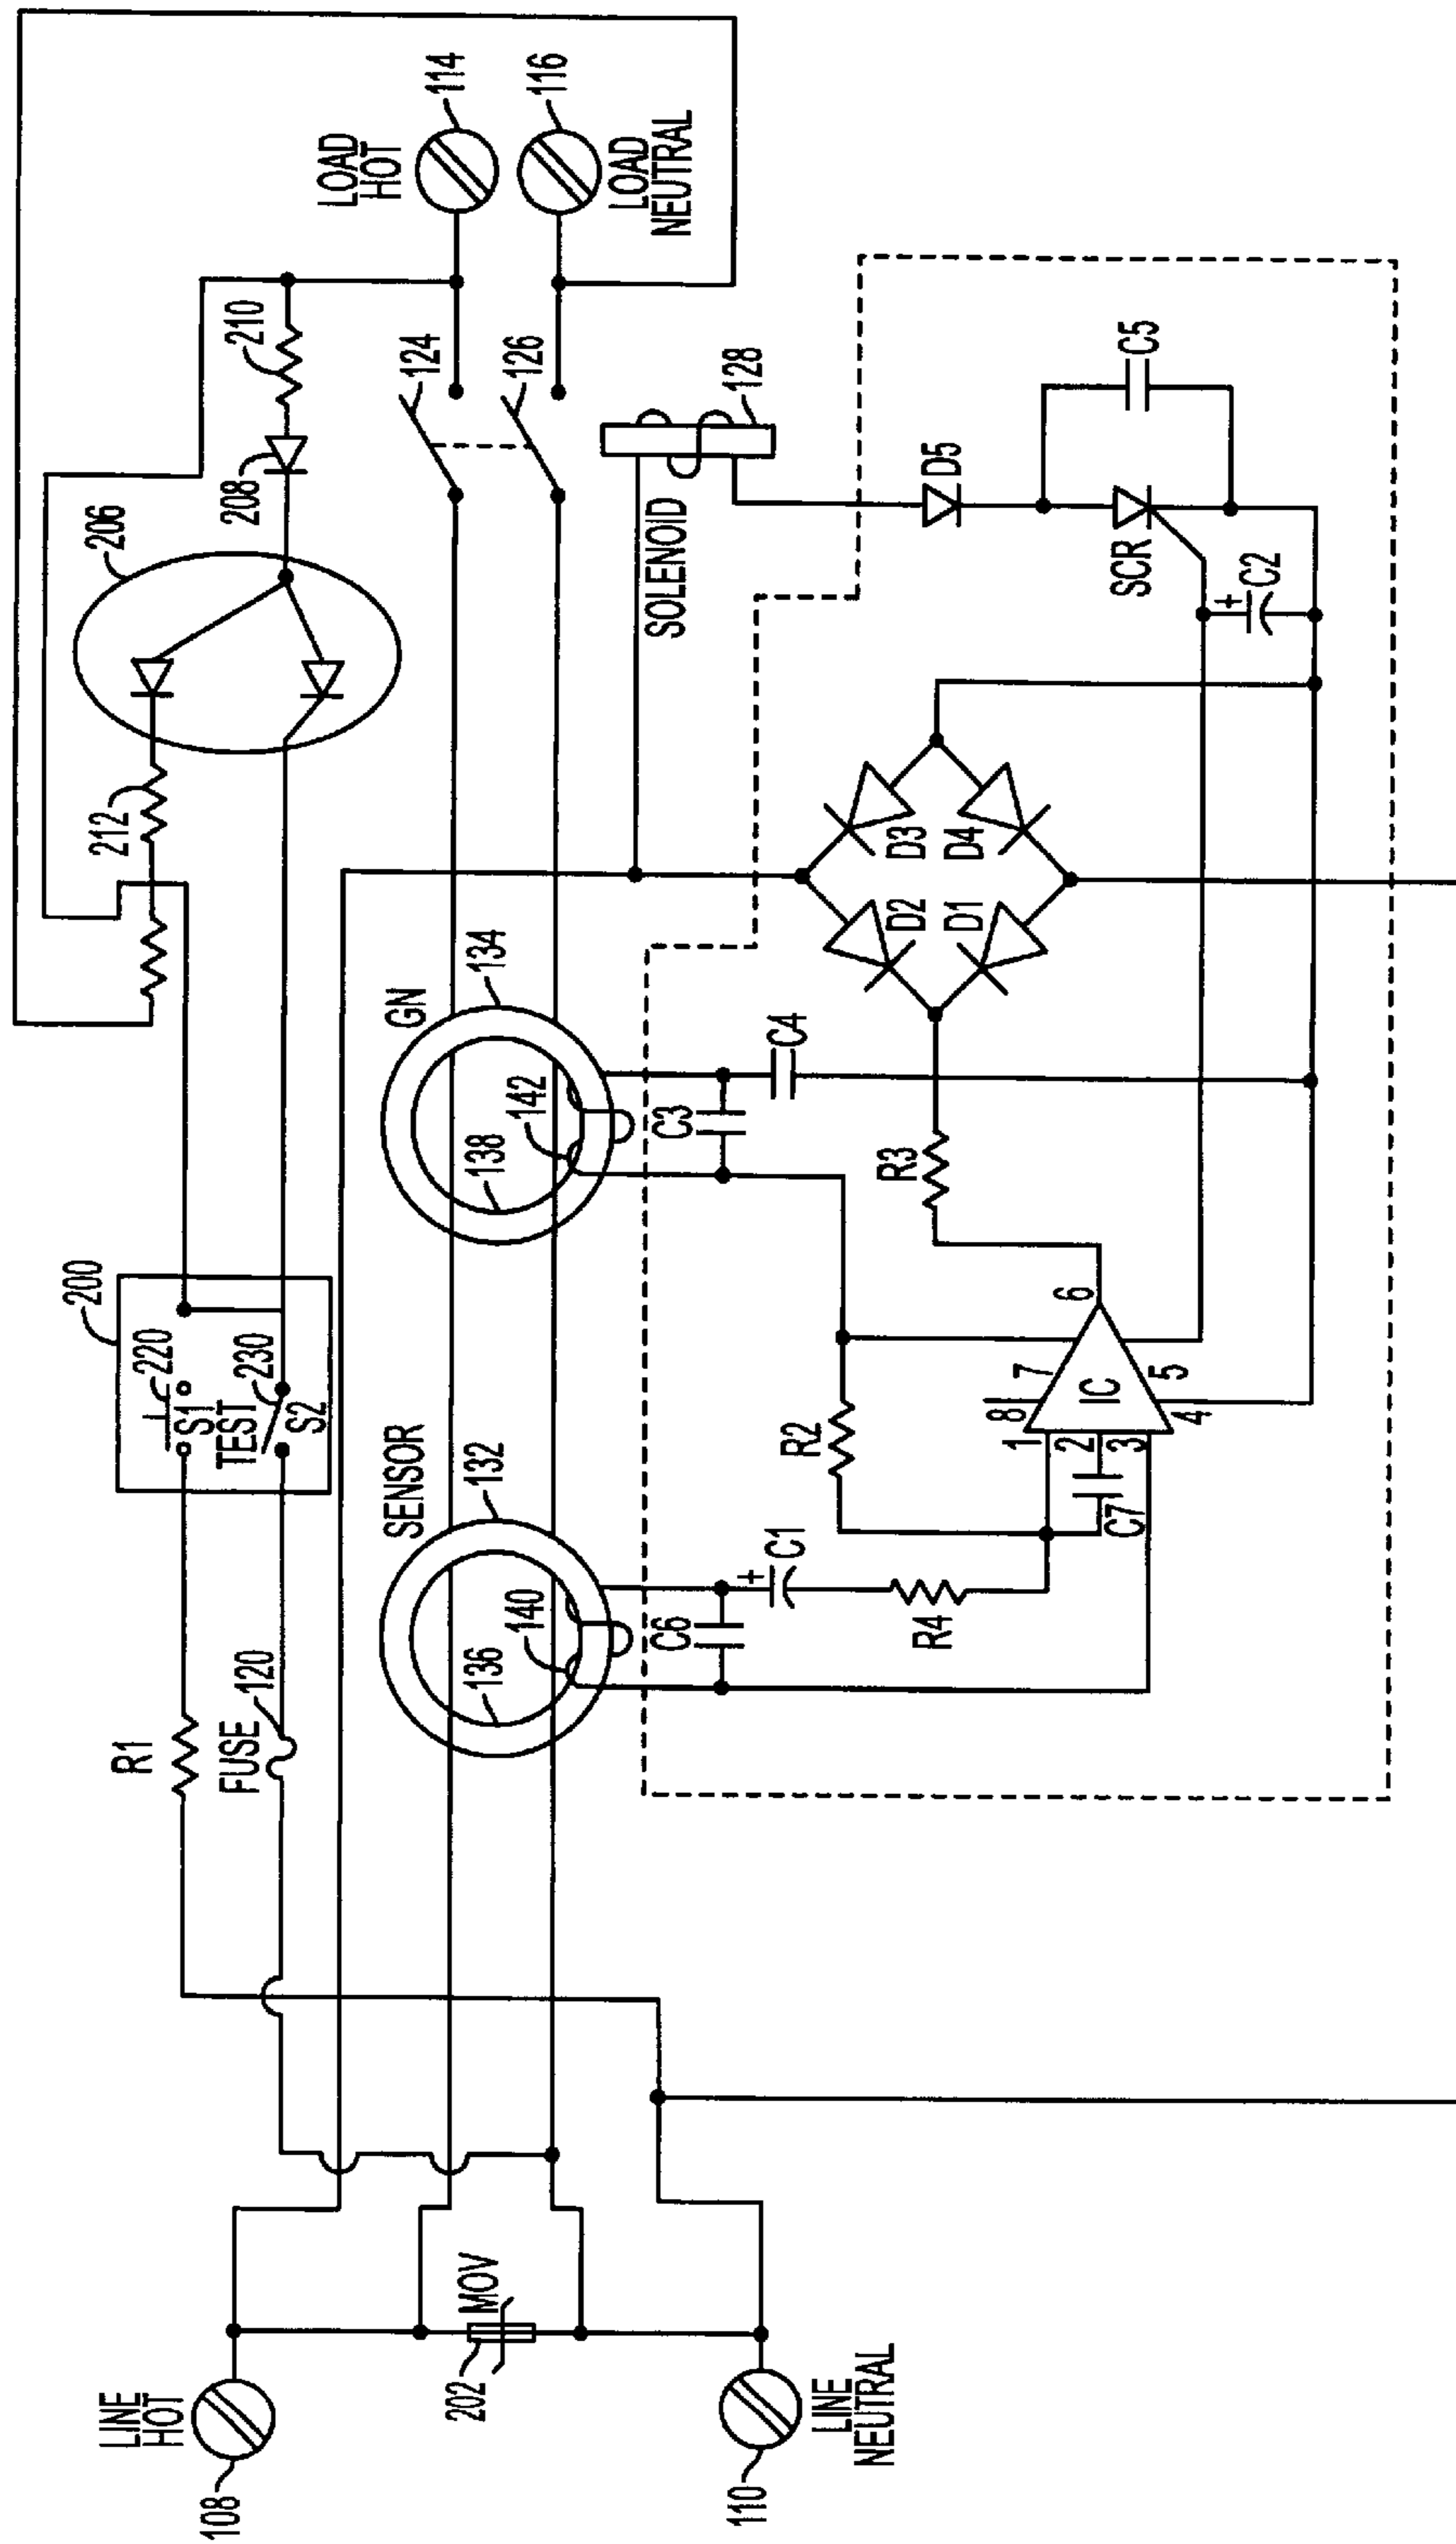 LINE
HOT
108
202
MOV
110
LINE
NEUTRAL
R1
FUSE
120
200
220
S1
TEST
230
S2
212
206
208
210
LOAD
HOT
114
116
LOAD
NEUTRAL
124
126
SENSOR
132
136
140
GN
134
138
142
SOLENOID
128
C6
C1
+
R4
R2
C3
C4
R3
C7
1
2
3
8
IC
7
6
5
4
D2
D3
D1
D4
D5
SCR
C5
+
C2